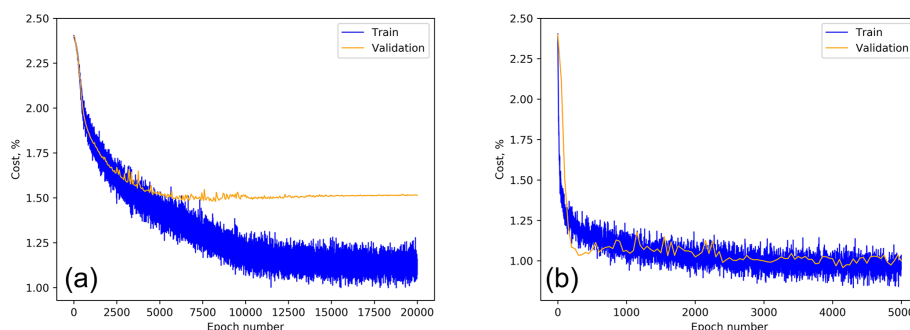 2.50
2.25
2.00
1.75
1.50
1.25
1.00
Cost, %
Train
Validation
(a)
0 2500 5000 7500 10000 12500 15000 17500 20000
Epoch number
2.50
2.25
2.00
1.75
1.50
1.25
1.00
Cost, %
Train
Validation
(b)
0 1000 2000 3000 4000 5000
Epoch number